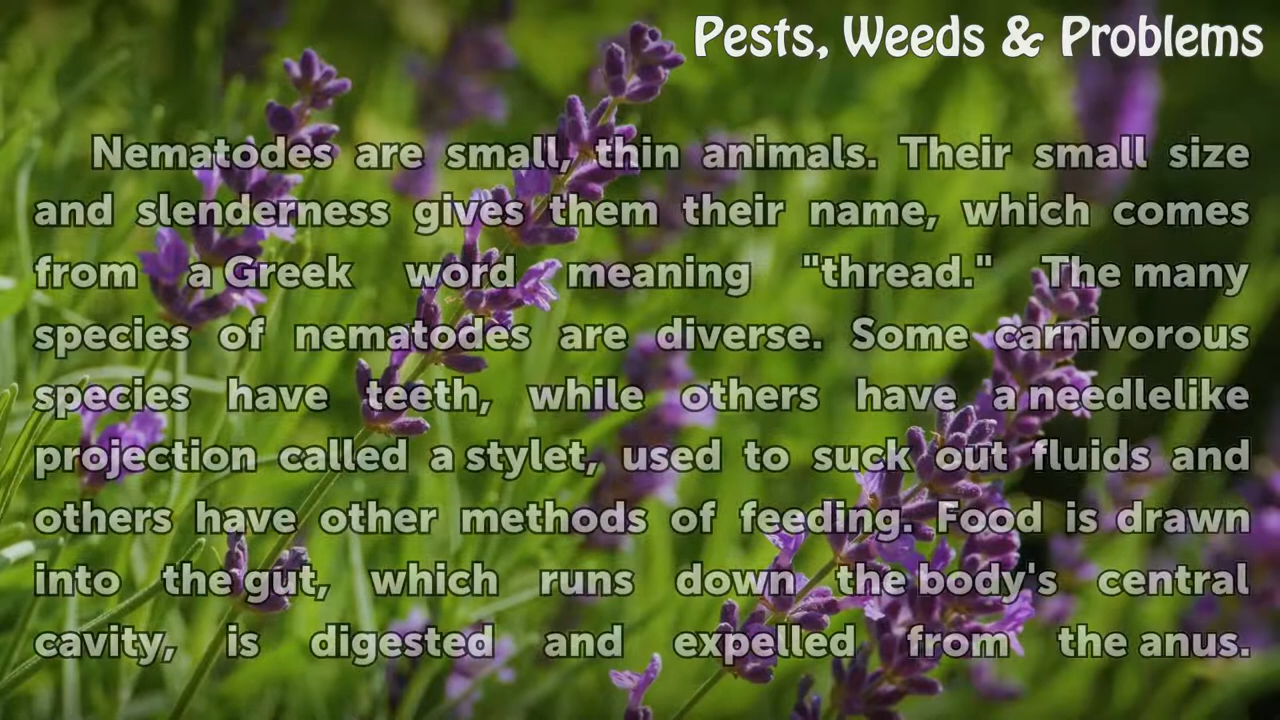 Pests, Weeds & Problems
Nematodes are small, thin animals. Their small size
and slenderness gives them their name, which comes
from a Greek word meaning "thread." The many
species of nematodes are diverse. Some carnivorous
species have teeth, while others have a needlelike
projection called a stylet, used to suck out fluids and
others have other methods of feeding. Food is drawn
into the gut, which runs down the body's central
cavity, is digested and expelled from the anus.